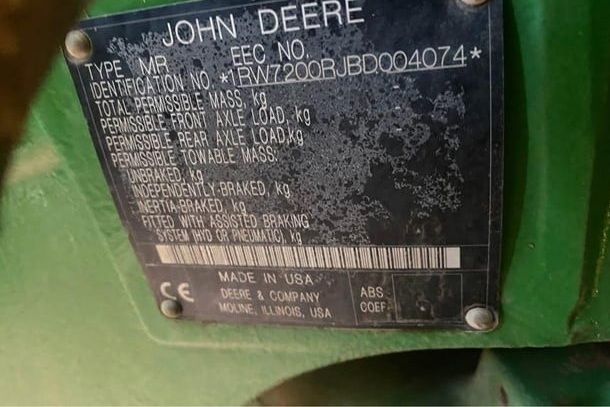 JOHN DEERE
TYPE MR EEC NO.
IDENTIFICATION NO. *1RW7200RJBD004074*
TOTAL PERMISSIBLE MASS, kg
PERMISSIBLE FRONT AXLE LOAD, kg
PERMISSIBLE REAR AXLE LOAD,kg
PERMISSIBLE TOWABLE MASS:
UNBRAKED, kg
INDEPENDENTLY-BRAKED, kg
INERTIA-BRAKED, kg
FITTED WITH ASSISTED BRAKING
SYSTEM (HYD OR PNEUMATIC), kg
CE MADE IN USA
DEERE & COMPANY
MOLINE, ILLINOIS, USA
ABS.
COEF.